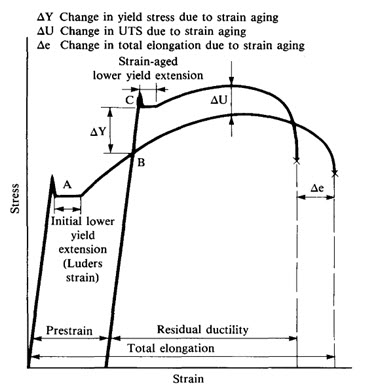 ΔY Change in yield stress due to strain aging
ΔU Change in UTS due to strain aging
Δe Change in total elongation due to strain aging
Strain-aged
lower yield extension
C
ΔU
ΔY
B
A
Δe
Initial lower
yield
extension
(Luders
strain)
Stress
Prestrain
Residual ductility
Total elongation
Strain